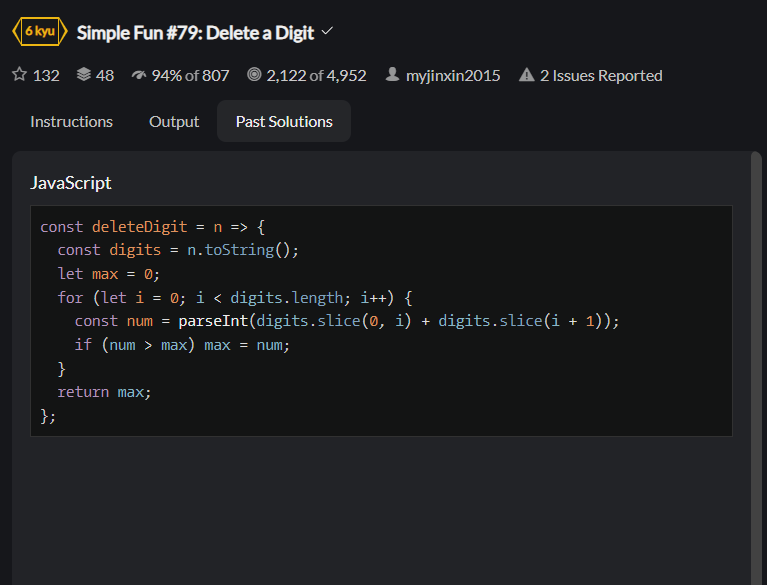 6 kyu Simple Fun #79: Delete a Digit
132 48 94% of 807 2,122 of 4,952 myjinxin2015 2 Issues Reported
Instructions Output Past Solutions
JavaScript
const deleteDigit = n => {
  const digits = n.toString();
  let max = 0;
  for (let i = 0; i < digits.length; i++) {
    const num = parseInt(digits.slice(0, i) + digits.slice(i + 1));
    if (num > max) max = num;
  }
  return max;
};